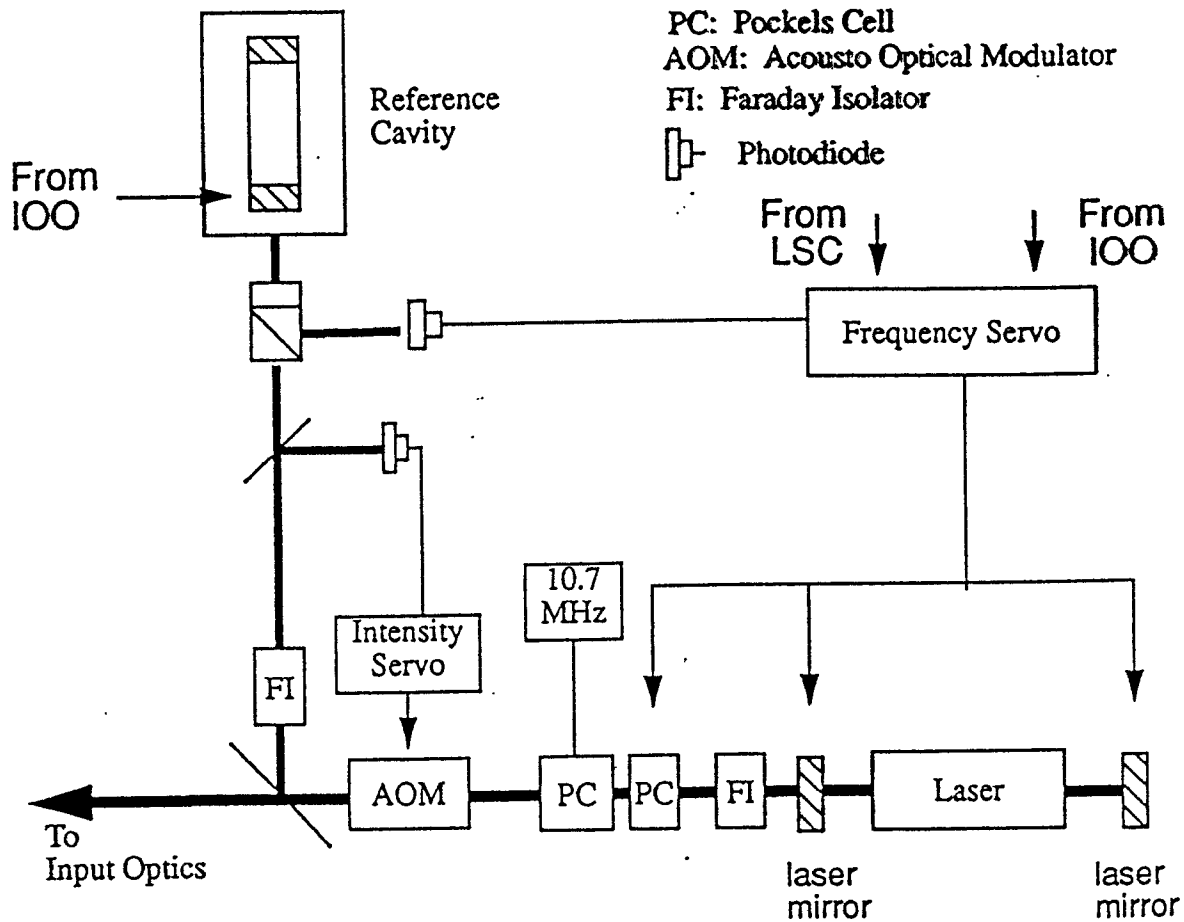 PC: Pockels Cell
AOM: Acousto Optical Modulator
FI: Faraday Isolator
Photodiode
Reference
Cavity
From
IOO
From
LSC
From
IOO
Frequency Servo
10.7
MHz
Intensity
Servo
FI
AOM
PC
PC
FI
Laser
To
Input Optics
laser
mirror
laser
mirror